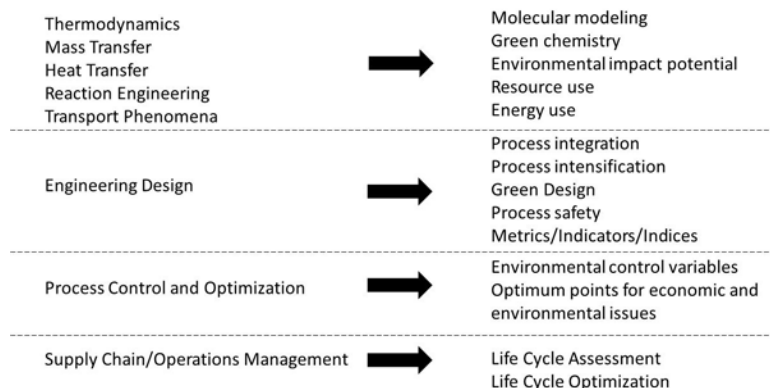 Thermodynamics
Mass Transfer
Heat Transfer
Reaction Engineering
Transport Phenomena
Molecular modeling
Green chemistry
Environmental impact potential
Resource use
Energy use
Engineering Design
Process integration
Process intensification
Green Design
Process safety
Metrics/Indicators/Indices
Process Control and Optimization
Environmental control variables
Optimum points for economic and
environmental issues
Supply Chain/Operations Management
Life Cycle Assessment
Life Cycle Optimization